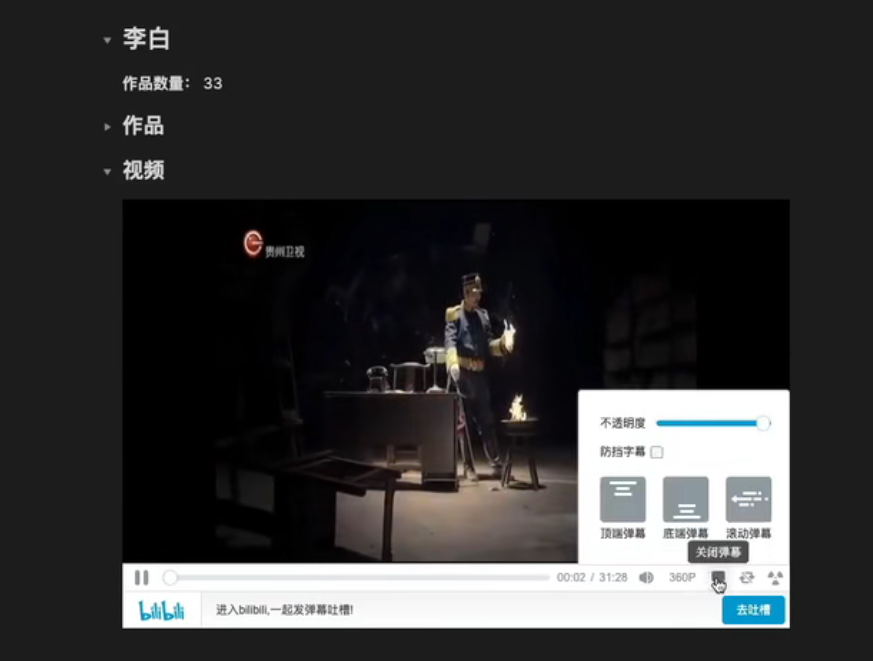 李白
作品数量： 33
作品
视频
贵州卫视
不透明度
防挡字幕
顶端弹幕 底端弹幕 滚动弹幕
关闭弹幕
00:02 / 31:28 360P
bilibili 进入bilibili,一起发弹幕吐槽! 去吐槽